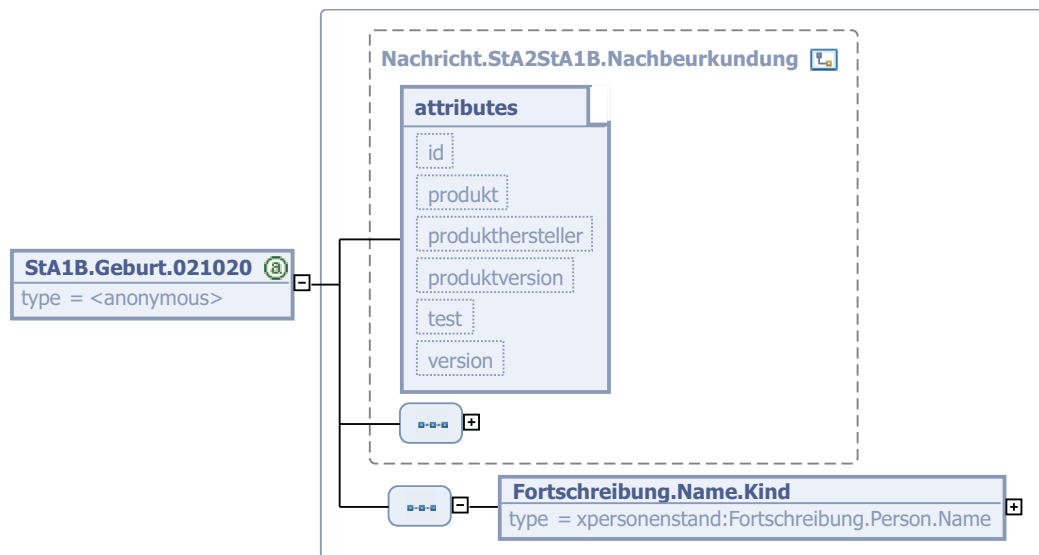 Nachricht.StA2StA1B.Nachbeurkundung
attributes
id
produkt
produkthersteller
produktversion
test
version
StA1B.Geburt.021020 @
type = <anonymous>
Fortschreibung.Name.Kind
type = xpersonenstand:Fortschreibung.Person.Name